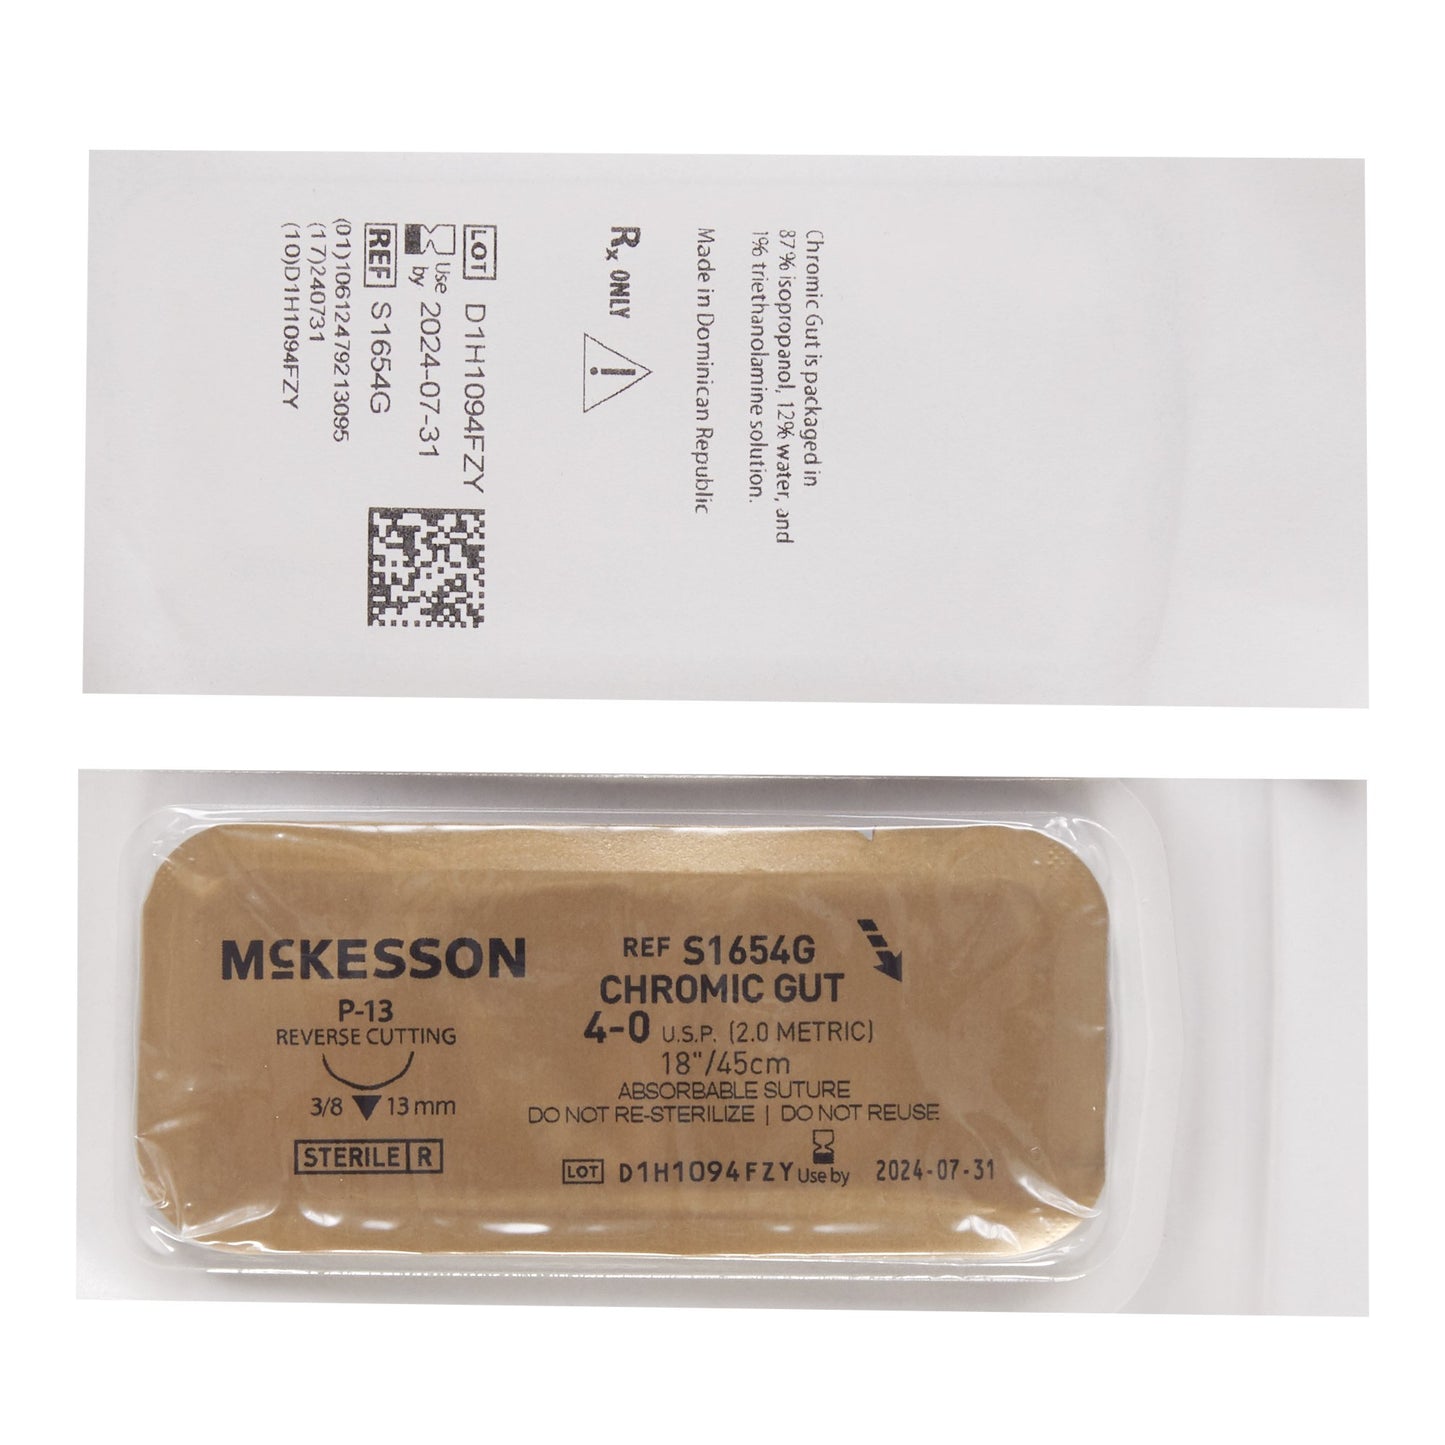 LOT D1H1094FZY
Use by 2024-07-31
REF S1654G
(01)10612479213095
(17)240731
(10)D1H1094FZY
Rx ONLY
Made in Dominican Republic
Chromic Gut is packaged in
87% isopropanol, 12% water, and
1% triethanolamine solution.
MCKESSON
P-13
REVERSE CUTTING
3/8 13 mm
STERILE R
REF S1654G
CHROMIC GUT
4-0 U.S.P. (2.0 METRIC)
18"/45cm
ABSORBABLE SUTURE
DO NOT RE-STERILIZE | DO NOT REUSE
LOT D1H1094FZY Use by 2024-07-31